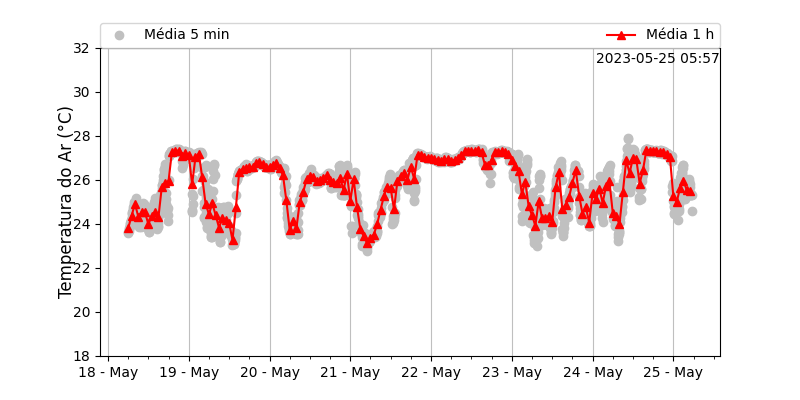 Média 5 min
Média 1 h
2023-05-25 05:57
Temperatura do Ar (°C)
32
30
28
26
24
22
20
18
18 - May
19 - May
20 - May
21 - May
22 - May
23 - May
24 - May
25 - May